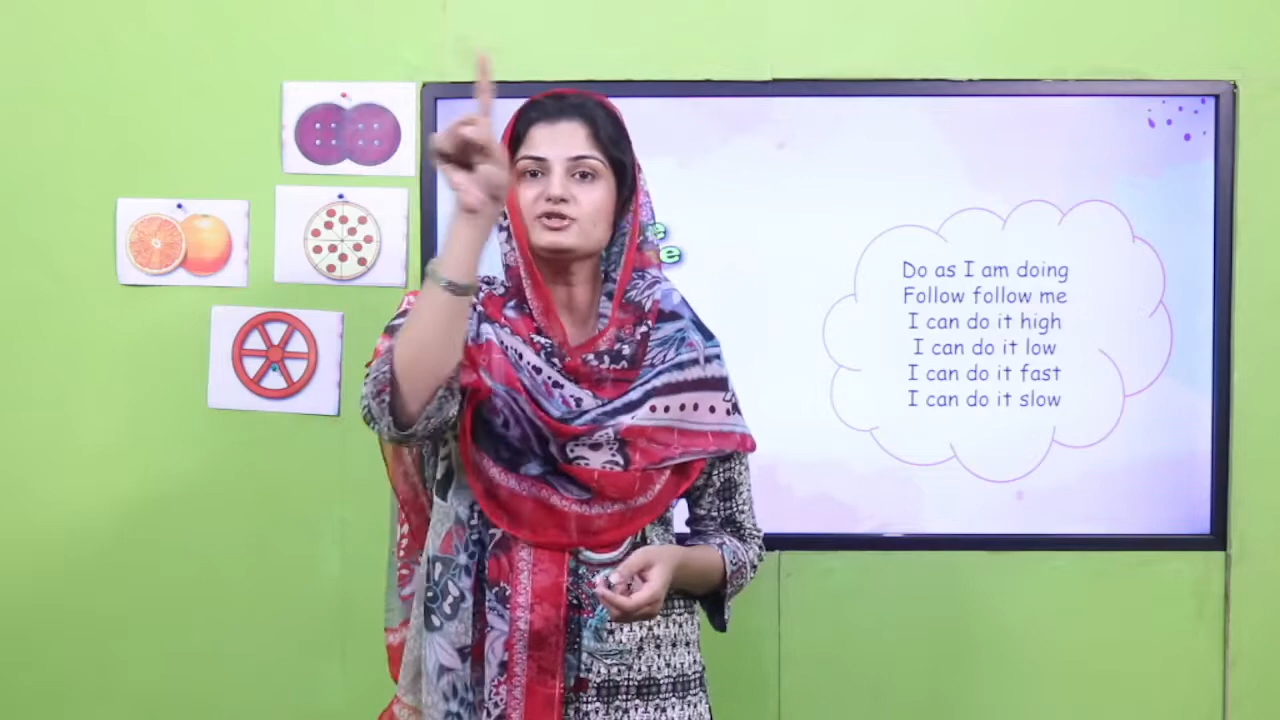 Do as I am doing
Follow follow me
I can do it high
I can do it low
I can do it fast
I can do it slow